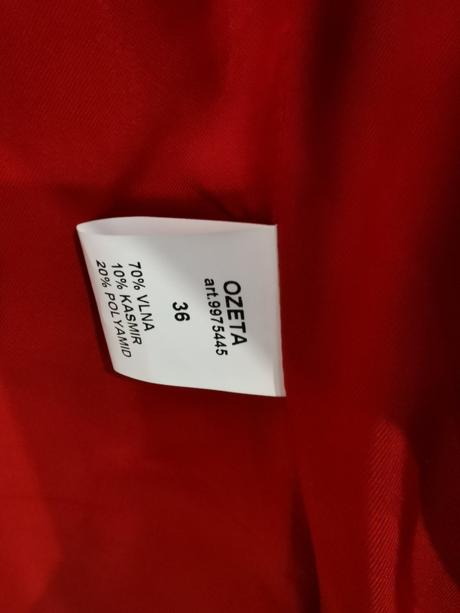 OZETA
art.9975445
36
70% VLNA
10% KASMIR
20% POLYAMID